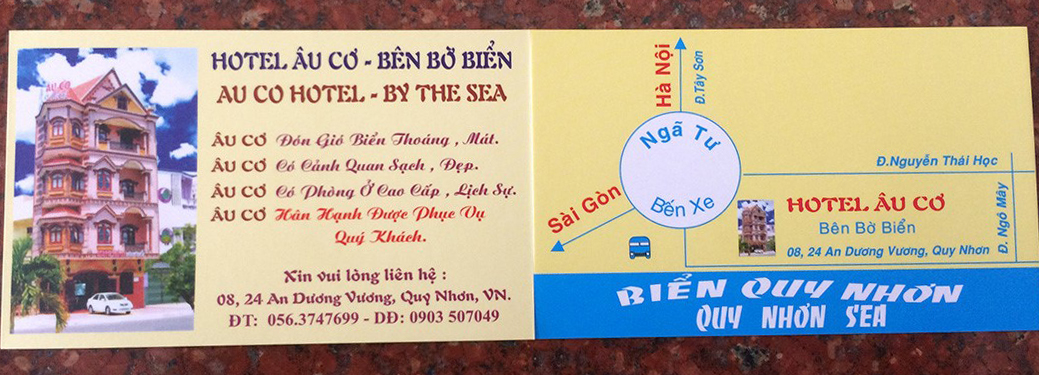 HOTEL ÂU CƠ - BÊN BỜ BIỂN
AU CO HOTEL - BY THE SEA
ÂU CƠ Đón Gió Biển Thoáng , Mát.
ÂU CƠ Có Cảnh Quan Sạch , Đẹp.
ÂU CƠ Có Phòng Ở Cao Cấp , Lịch Sự.
ÂU CƠ Hân Hạnh Được Phục Vụ
Quý Khách.
Xin vui lòng liên hệ :
08, 24 An Dương Vương, Quy Nhơn, VN.
ĐT: 056.3747699 - DĐ: 0903 507049
AU CO
Hà Nội
Đ.Tây Sơn
Ngã Tư
Bến Xe
Sài Gòn
Đ.Nguyễn Thái Học
Đ. Ngô Mây
HOTEL ÂU CƠ
Bên Bờ Biển
08, 24 An Dương Vương, Quy Nhơn
BIỂN QUY NHƠN
QUY NHƠN SEA